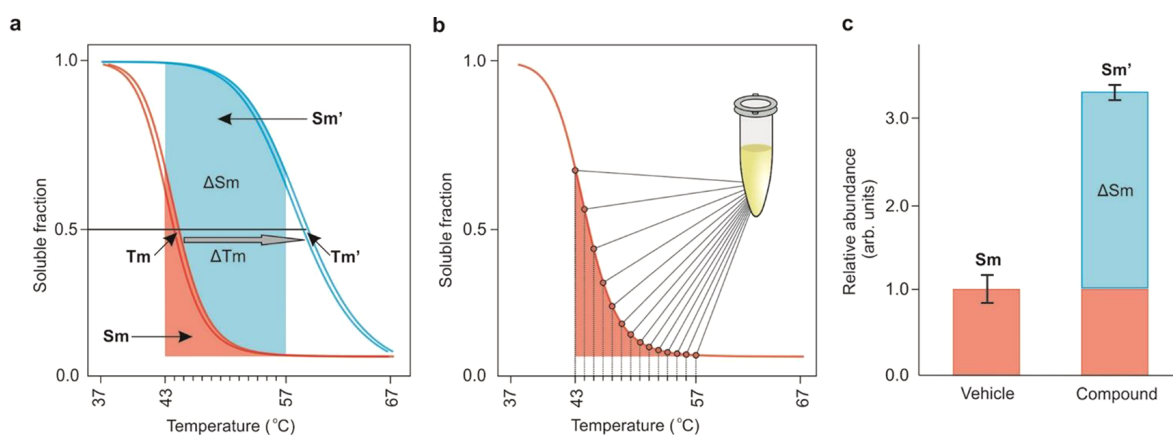 a
Soluble fraction
1.0
0.5
0.0
Sm'
ΔSm
Tm
ΔTm
Tm'
Sm
37
43
57
67
Temperature (°C)
b
Soluble fraction
1.0
0.5
0.0
37
43
57
67
Temperature (°C)
c
Relative abundance
(arb. units)
3.0
2.0
1.0
0.0
Sm
Sm'
ΔSm
Vehicle
Compound